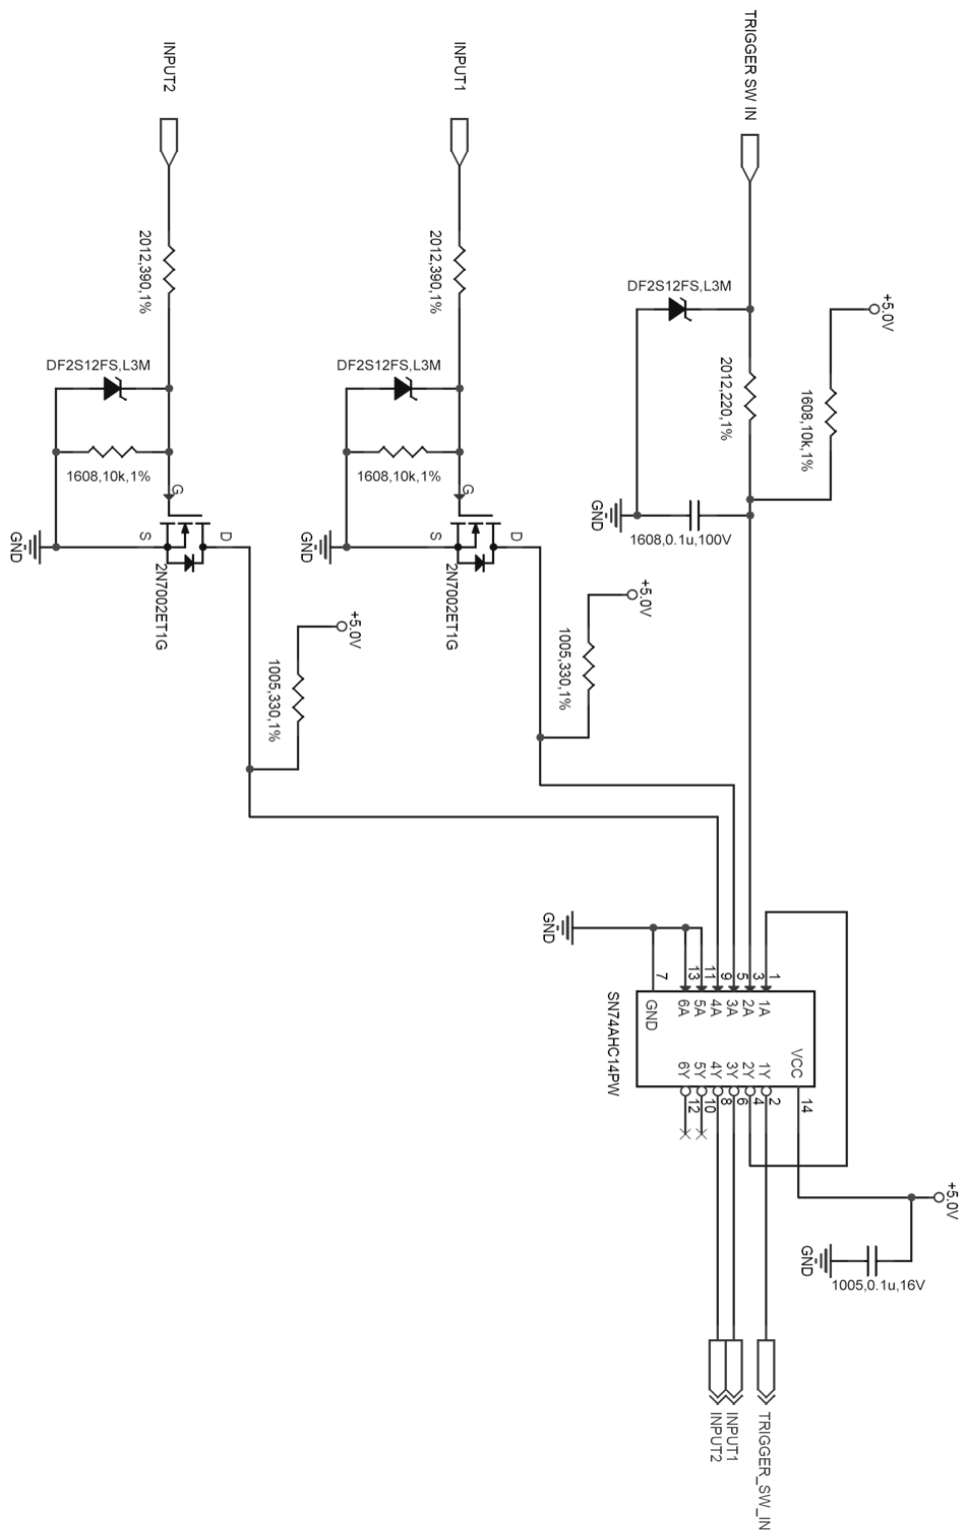 TRIGGER SW IN
INPUT1
INPUT2
+5.0V
DF2S12FS,L3M
2012,220,1%
1608,10k,1%
GND
1608,0.1u,100V
2012,390,1%
DF2S12FS,L3M
1608,10k,1%
G
S
D
GND
2N7002ET1G
+5.0V
1005,330,1%
2012,390,1%
DF2S12FS,L3M
1608,10k,1%
G
S
D
GND
2N7002ET1G
+5.0V
1005,330,1%
GND
1
3
5
9
11
13
7
1A
2A
3A
4A
5A
6A
GND
VCC
1Y
2Y
3Y
4Y
5Y
6Y
14
2
4
6
8
10
12
SN74AHC14PW
+5.0V
GND
1005,0.1u,16V
TRIGGER_SW_IN
INPUT1
INPUT2